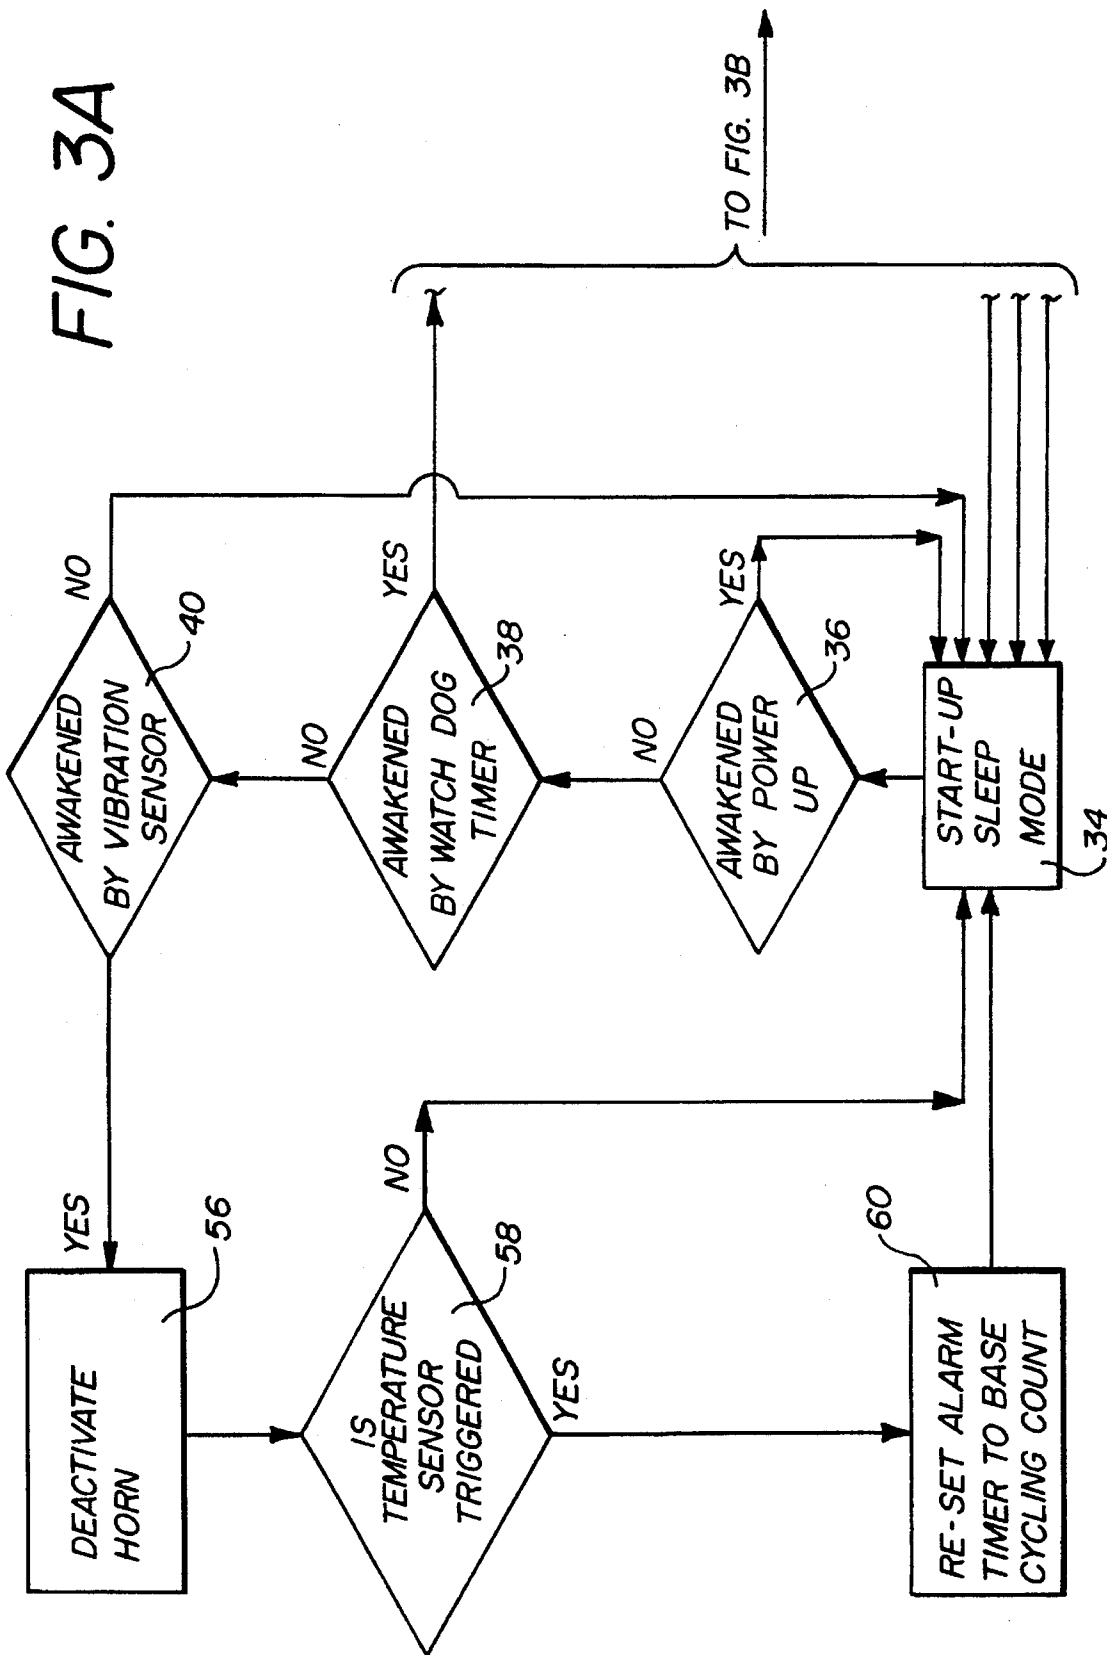 FIG. 3A
DEACTIVATE
HORN
56
YES
AWAKENED
BY VIBRATION
SENSOR
40
NO
IS
TEMPERATURE
SENSOR
TRIGGERED
58
NO
YES
AWAKENED
BY WATCH DOG
TIMER
38
NO
YES
AWAKENED
BY POWER
UP
36
NO
YES
TO FIG. 3B
RE-SET ALARM
TIMER TO BASE
CYCLING COUNT
60
START-UP
SLEEP
MODE
34